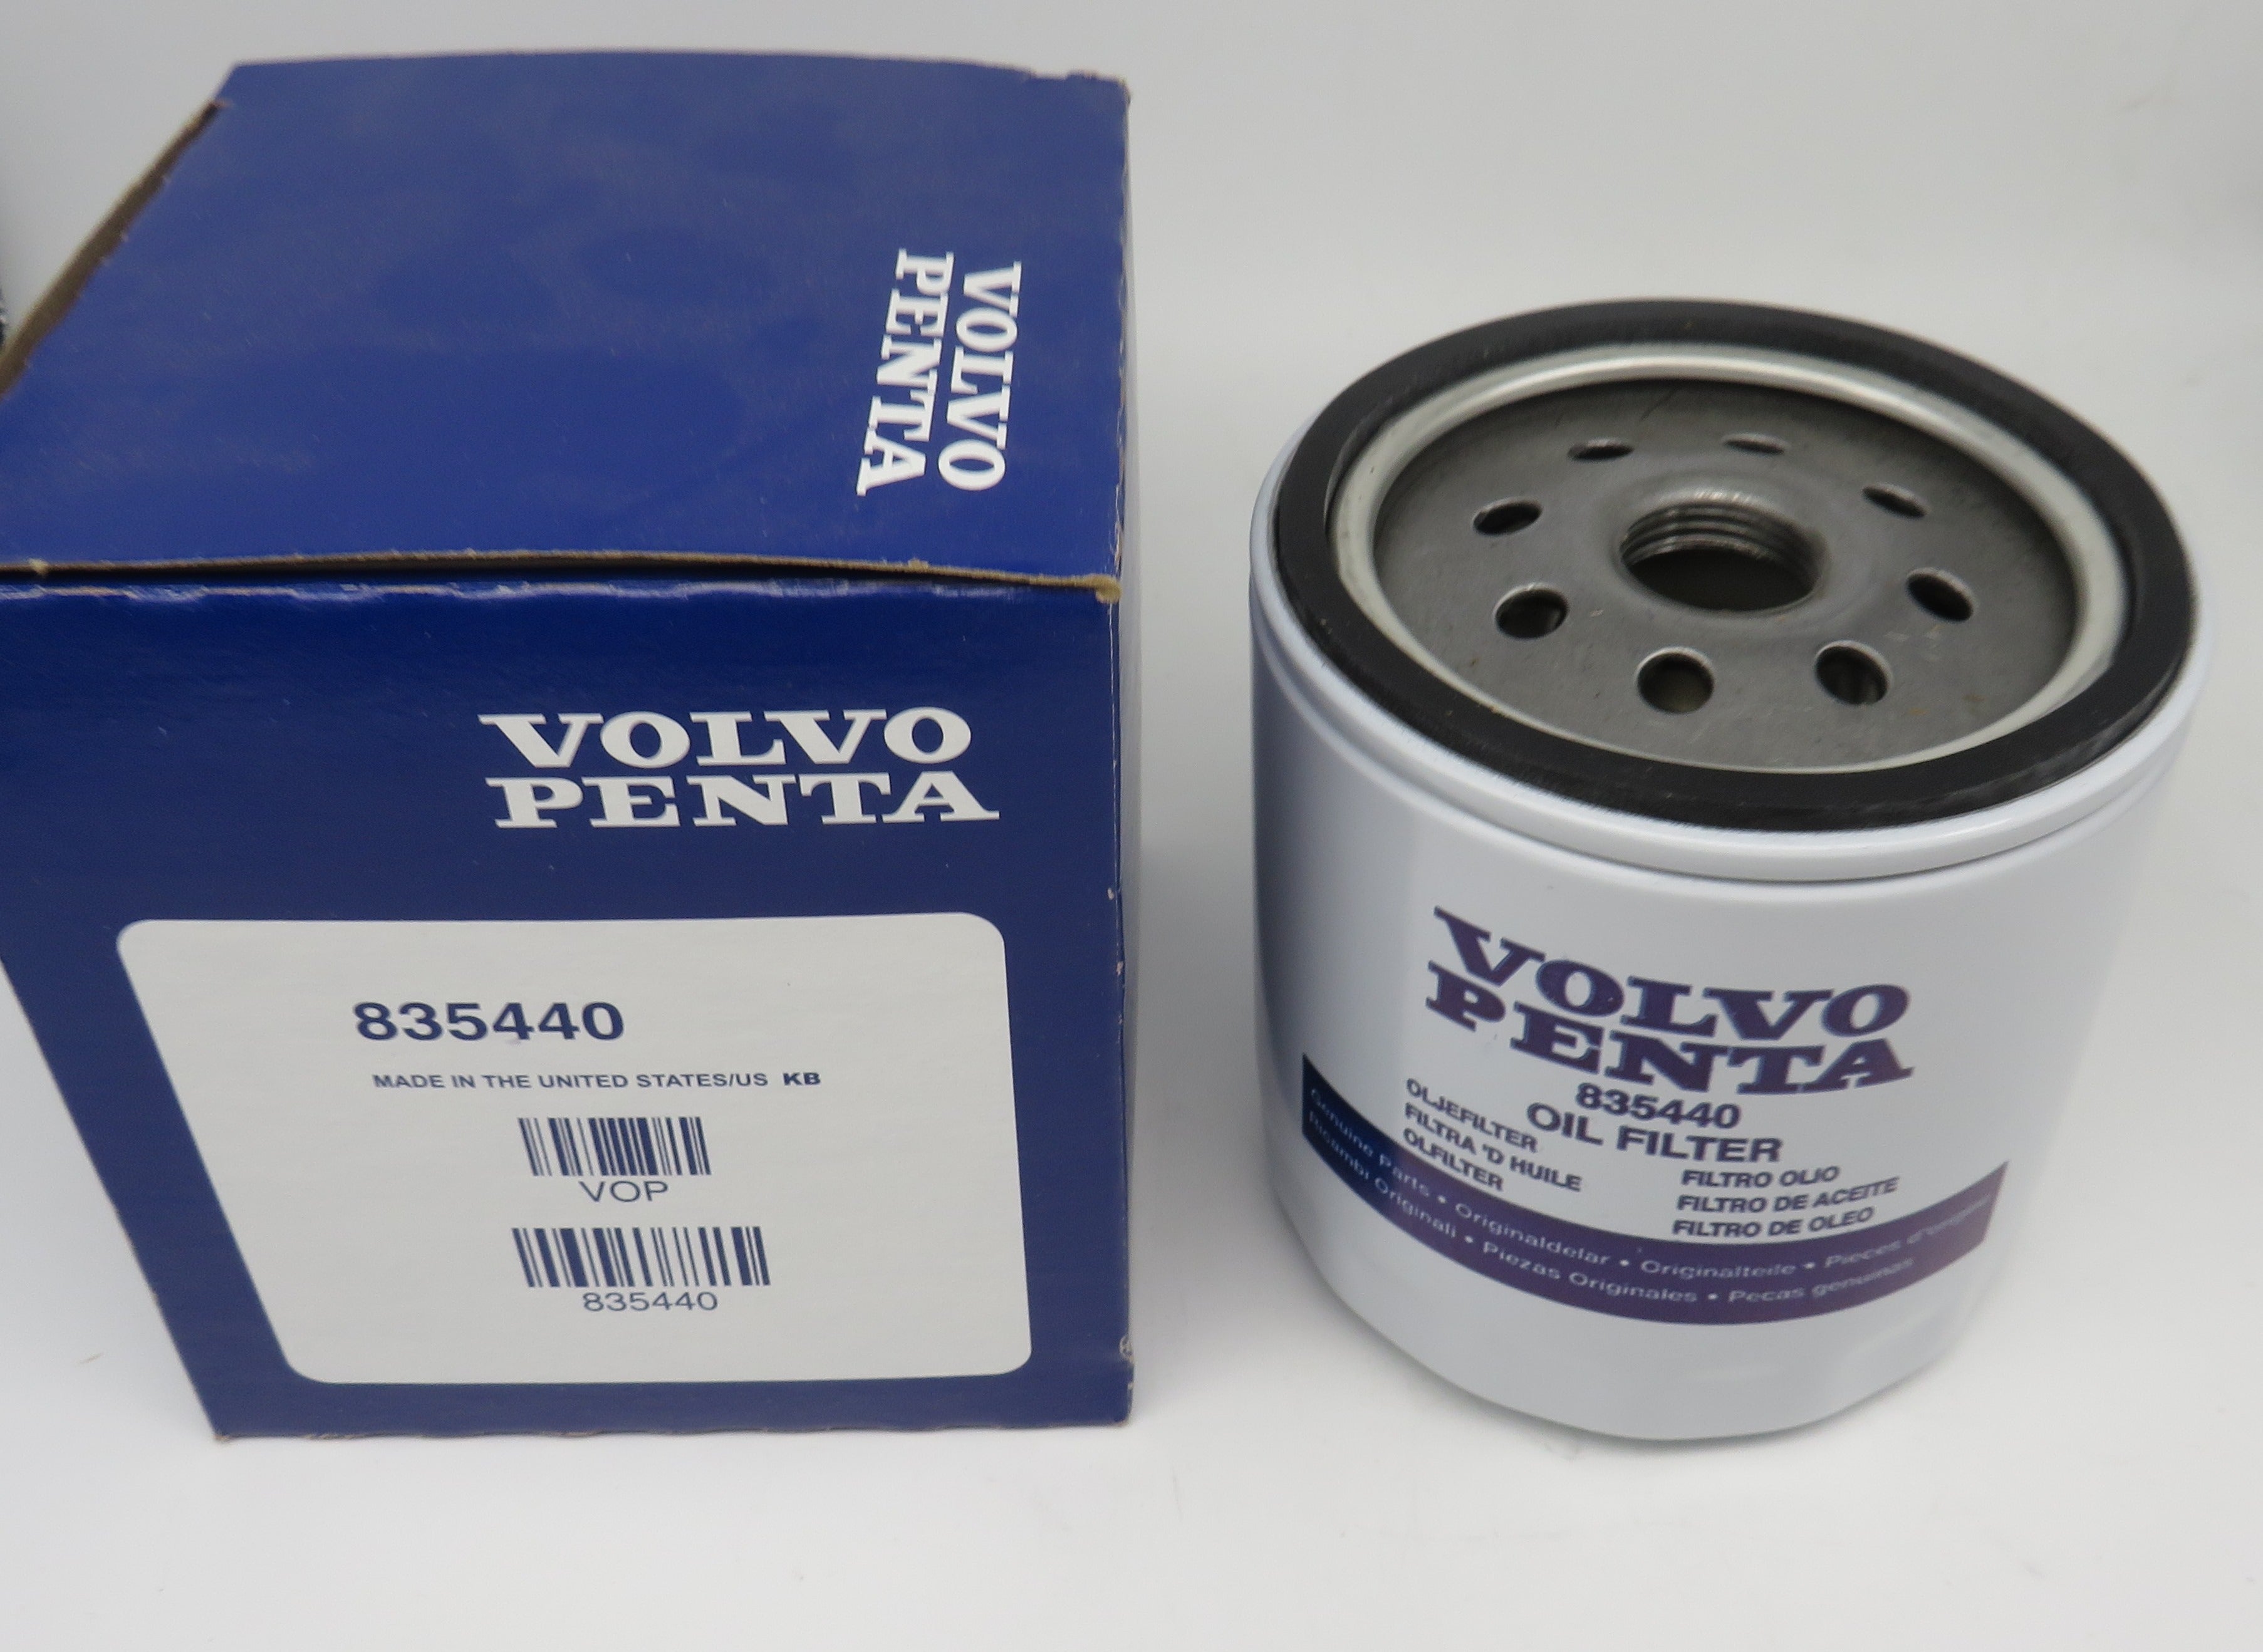 VOLVO
PENTA
VOLVO
PENTA
835440
MADE IN THE UNITED STATES/US KB
VOP
835440
VOLVO
PENTA
835440
OIL FILTER
OLJEFILTER
FILTRA 'D HUILE
OLFILTER
FILTRO OLIO
FILTRO DE ACEITE
FILTRO DE OLEO
Genuine Parts • Originaldelar • Originalteile • Pieces d'origine
Ricambi Originali • Piezas Originales • Pecas genuinas